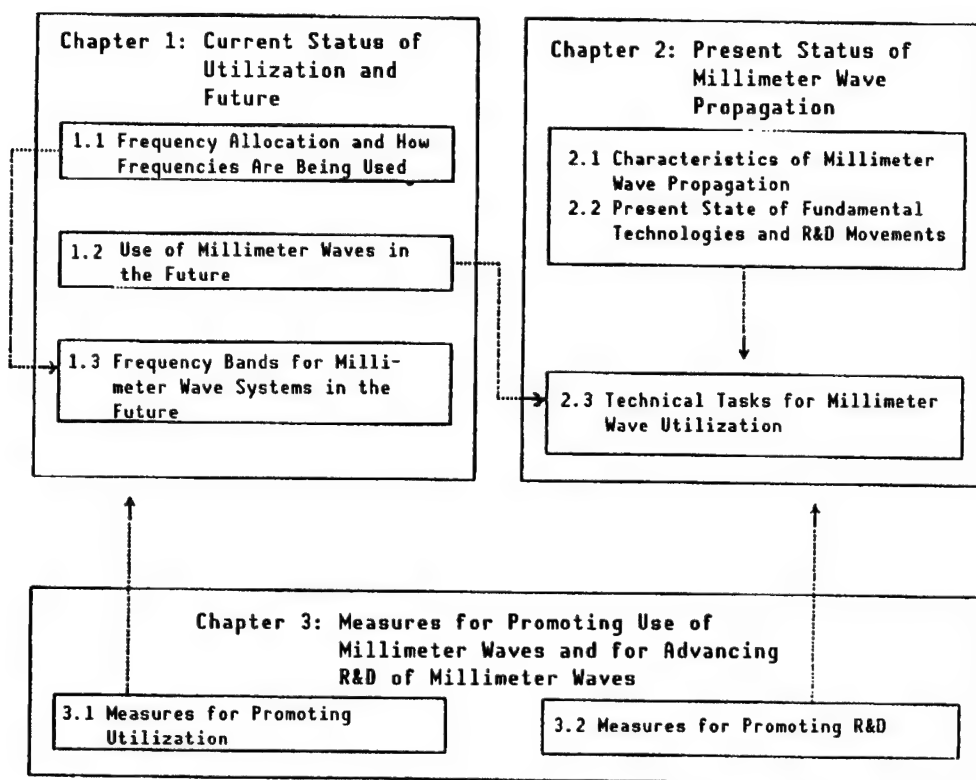 Chapter 1: Current Status of
Utilization and
Future
1.1 Frequency Allocation and How
Frequencies Are Being Used
1.2 Use of Millimeter Waves in
the Future
1.3 Frequency Bands for Milli-
meter Wave Systems in the
Future
Chapter 2: Present Status of
Millimeter Wave
Propagation
2.1 Characteristics of Millimeter
Wave Propagation
2.2 Present State of Fundamental
Technologies and R&D Movements
2.3 Technical Tasks for Millimeter
Wave Utilization
Chapter 3: Measures for Promoting Use of
Millimeter Waves and for Advancing
R&D of Millimeter Waves
3.1 Measures for Promoting
Utilization
3.2 Measures for Promoting R&D